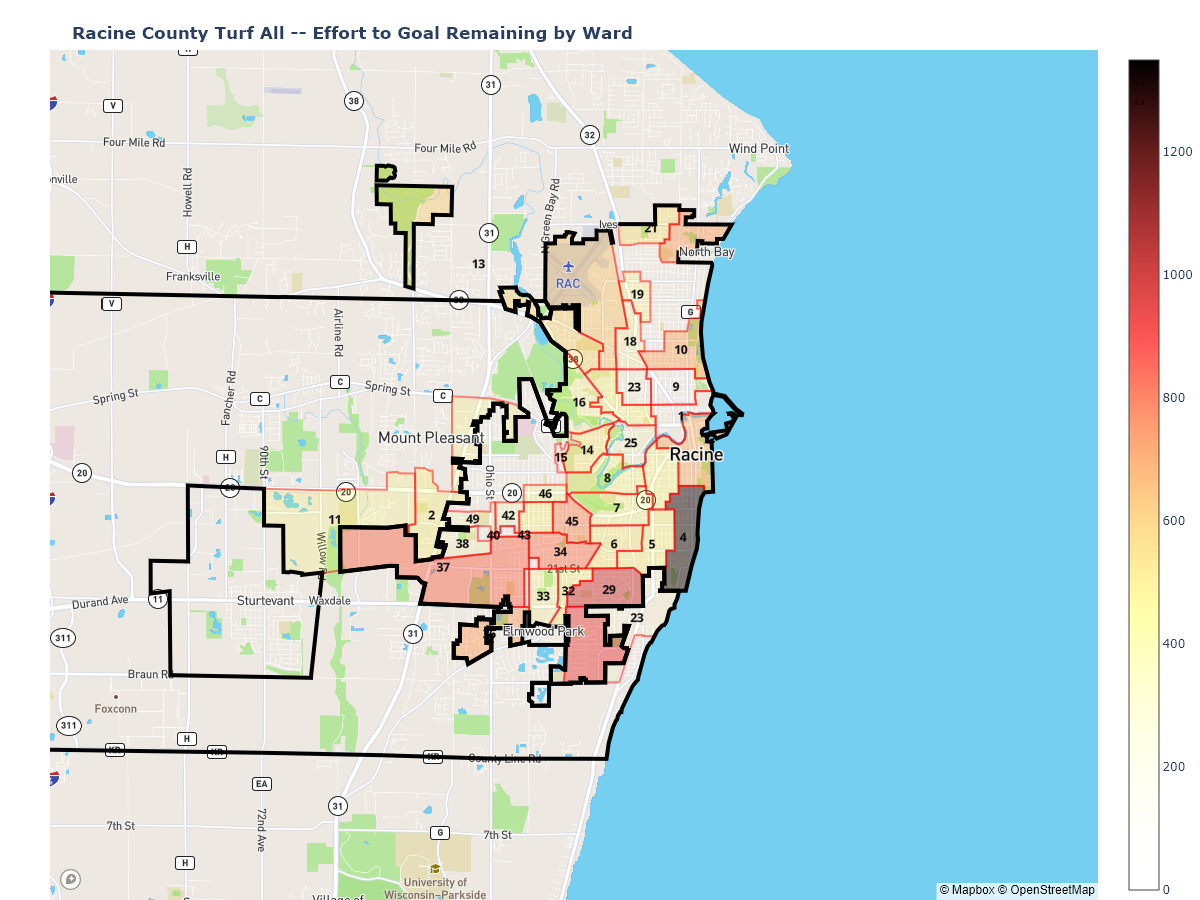 Racine County Turf All -- Effort to Goal Remaining by Ward
H
31
38
V
32
1200
Four Mile Rd
Four Mile Rd
Wind Point
Howell Rd
N Green Bay Rd
31
Ives
21
H
North Bay
13
RAC
1000
Franksville
19
V
38
G
Airline Rd
18
10
38
C
Spring St
C
23
9
800
Spring St
Fancher Rd
C
16
1
Mount Pleasant
25
14
15
Racine
90th St
H
20
Ohio St
8
20
20
20
46
20
7
600
11
2
49
42
45
Willow Rd
40
43
4
38
34
6
5
37
21st St
29
33
32
Durand Ave
11
Sturtevant
Waxdale
23
311
31
Elmwood Park
400
Braun Rd
Foxconn
311
H
KR
KR
KR
County Line Rd
200
EA
31
72nd Ave
7th St
G
7th St
H
University of
Wisconsin–Parkside
Village of
© Mapbox © OpenStreetMap
0